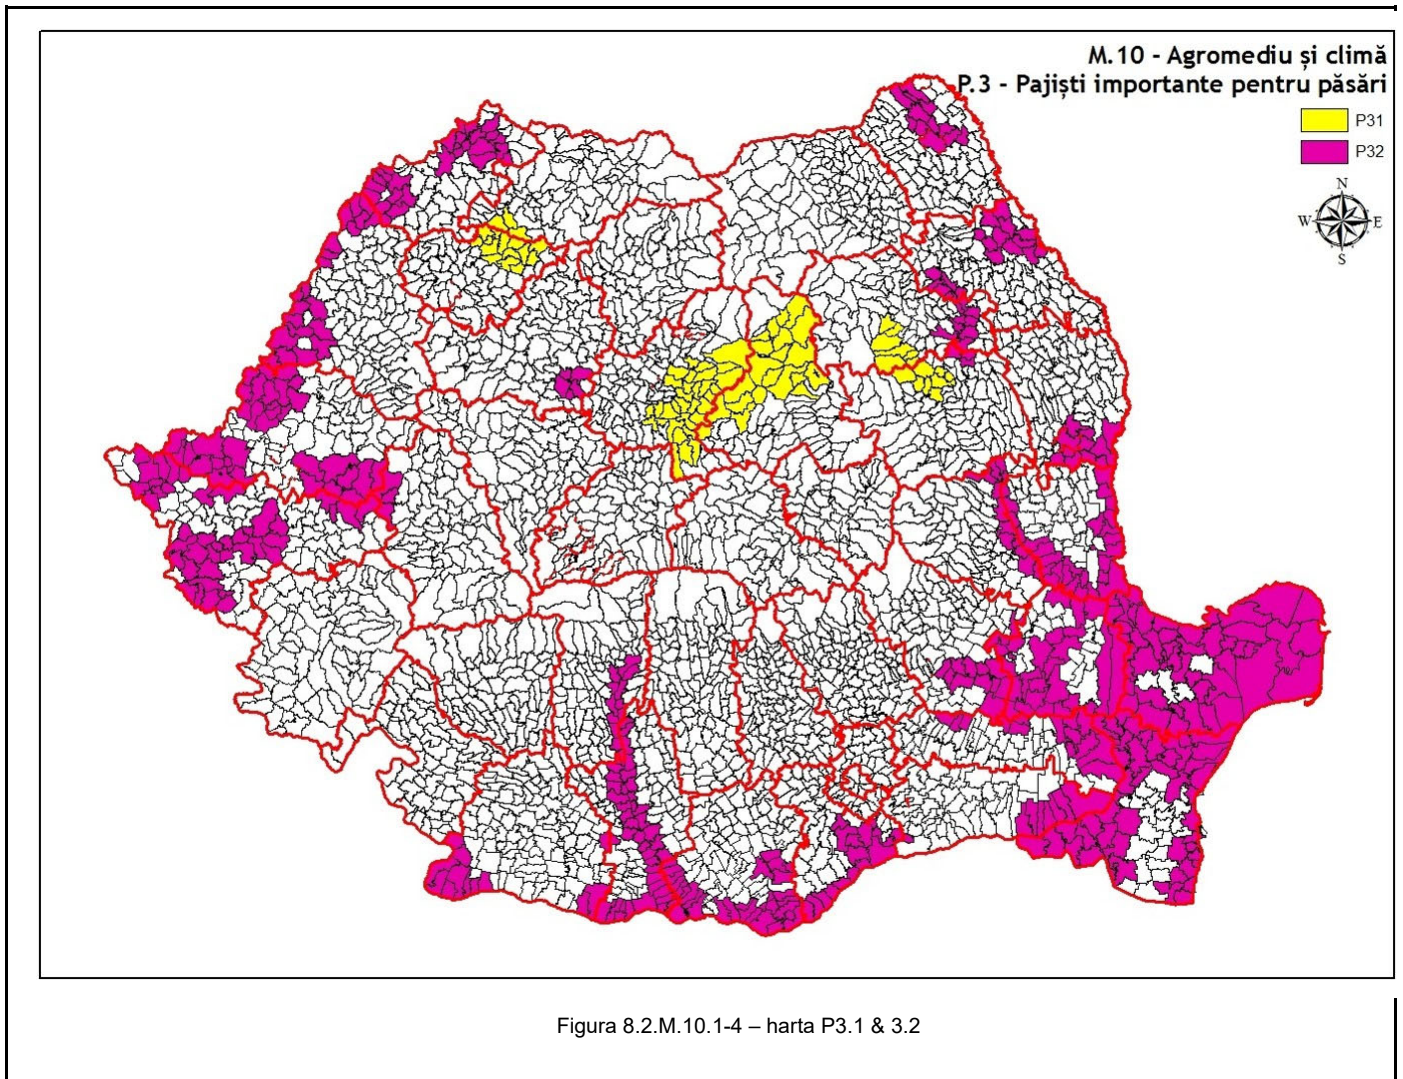 M.10 - Agromediu și climă
P.3 - Pajiști importante pentru păsări
P31
P32
N
W E
S
Figura 8.2.M.10.1-4 – harta P3.1 & 3.2